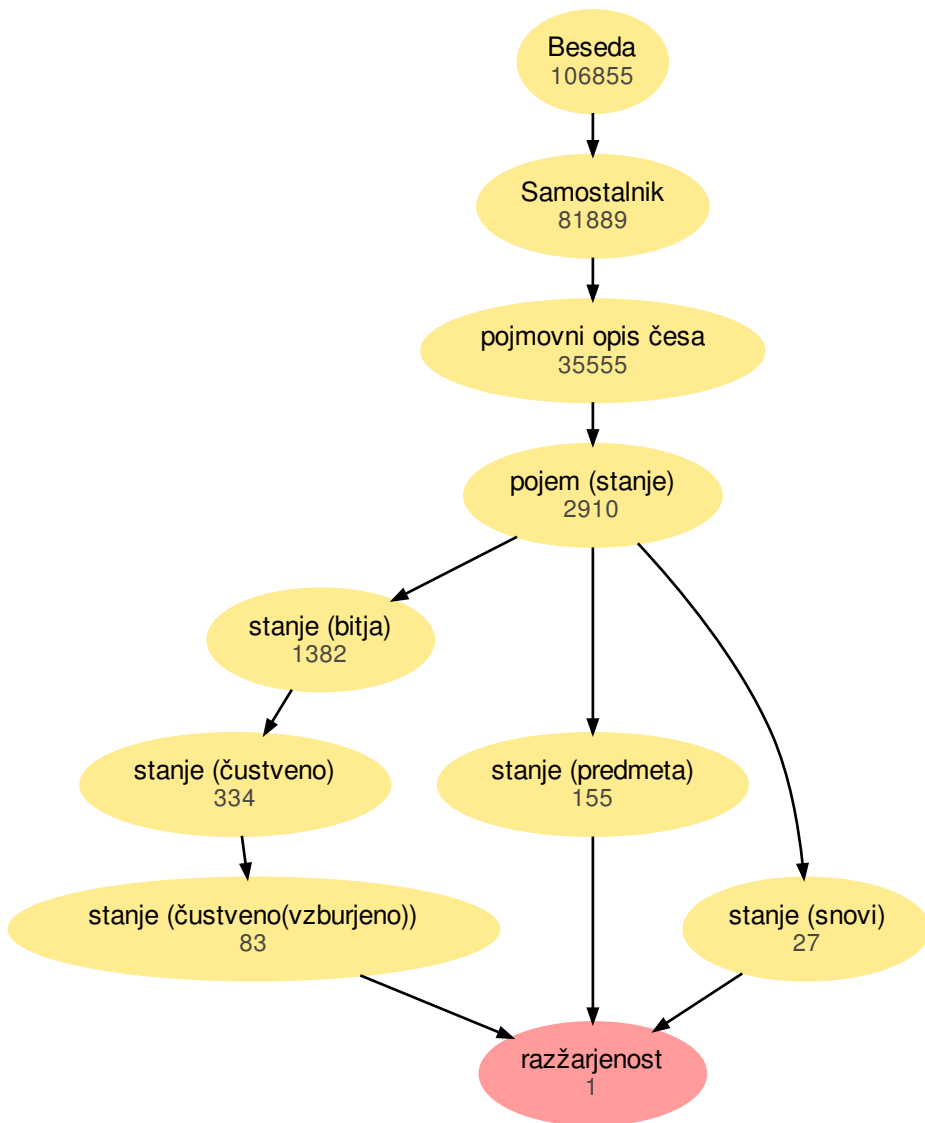 Beseda
106855
Samostalnik
81889
pojmovni opis česa
35555
pojem (stanje)
2910
stanje (bitja)
1382
stanje (čustveno)
334
stanje (predmeta)
155
stanje (čustveno(vzburjeno))
83
stanje (snovi)
27
razžarjenost
1